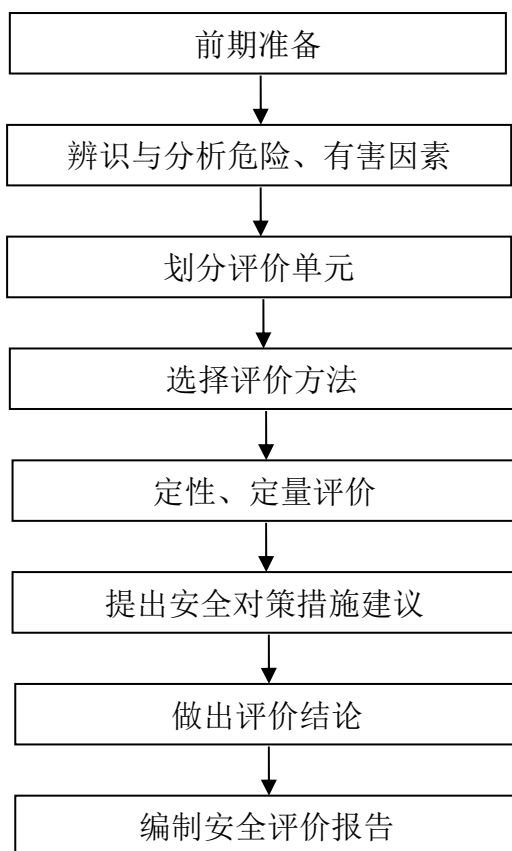 前期准备
辨识与分析危险、有害因素
划分评价单元
选择评价方法
定性、定量评价
提出安全对策措施建议
做出评价结论
编制安全评价报告